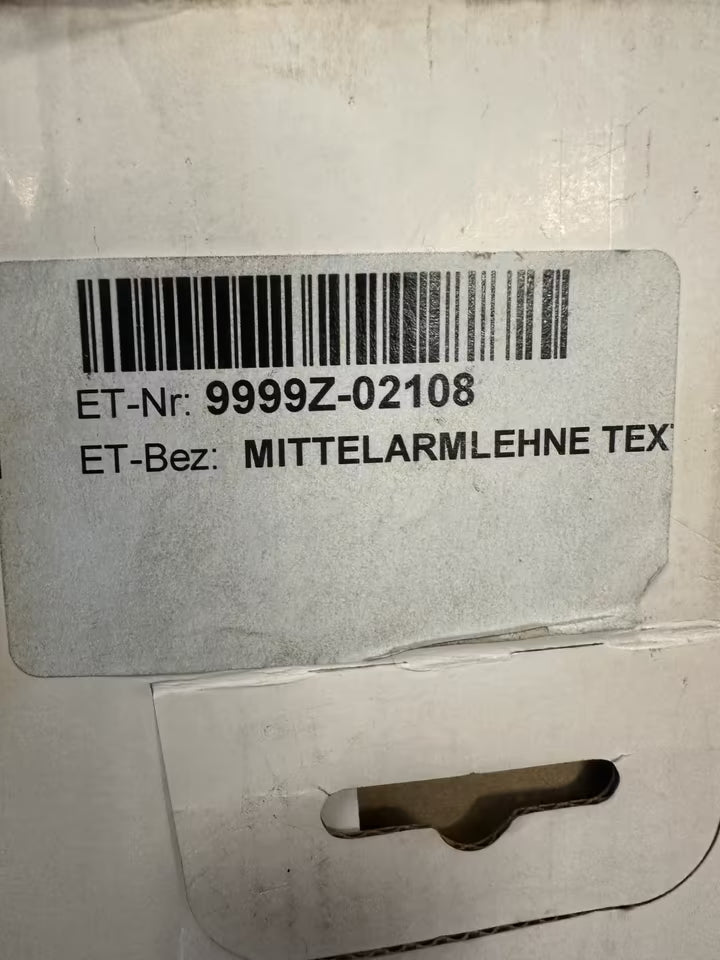 ET-Nr: 9999Z-02108
ET-Bez: MITTELARMLEHNE TEX